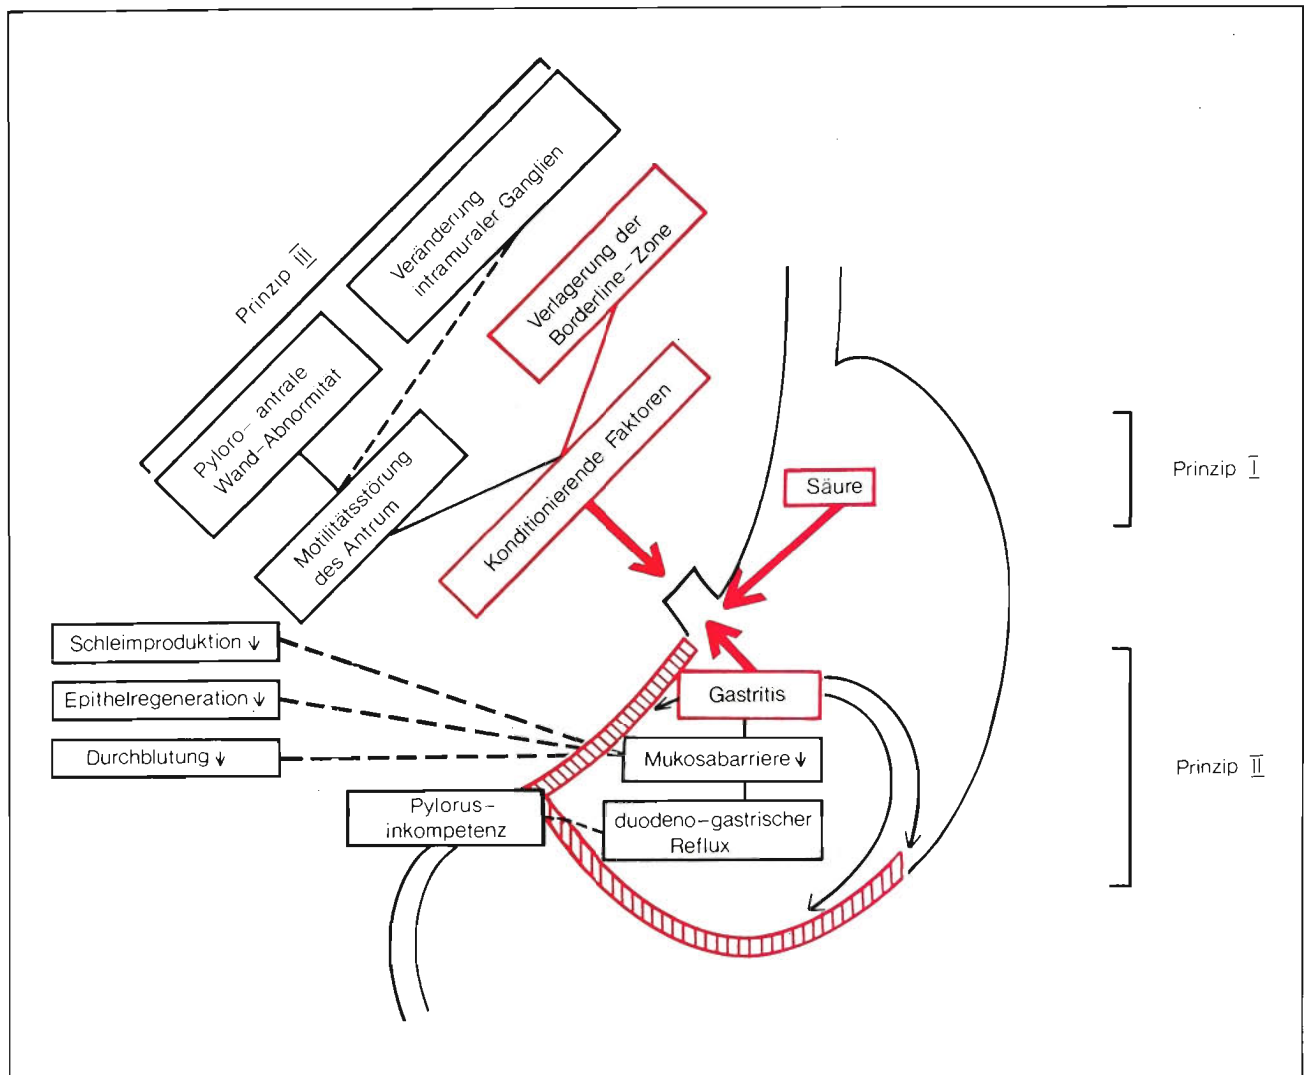 Prinzip III
Veränderung
intramuraler Ganglien
Pyloro-antrale
Wand-Abnormitat
Motilitätsstörung
des Antrum
Verlagerung der
Borderline-Zone
Konditionierende Faktoren
Säure
Prinzip I
Schleimproduktion ↓
Epithelregeneration ↓
Durchblutung ↓
Gastritis
Mukosabarriere ↓
Pylorus-
inkompetenz
duodeno-gastrischer
Reflux
Prinzip II